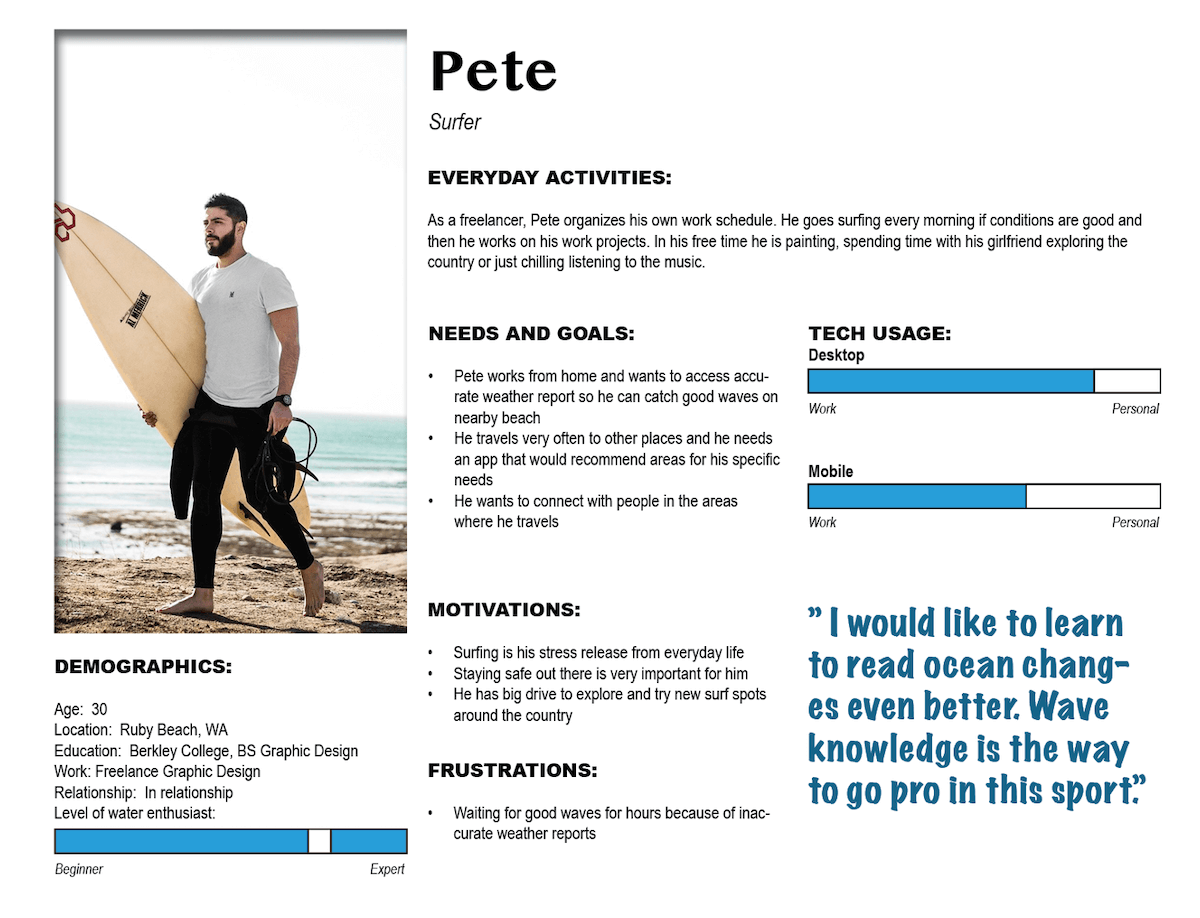 Pete
Surfer
EVERYDAY ACTIVITIES:
As a freelancer, Pete organizes his own work schedule. He goes surfing every morning if conditions are good and
then he works on his work projects. In his free time he is painting, spending time with his girlfriend exploring the
country or just chilling listening to the music.
NEEDS AND GOALS:
• Pete works from home and wants to access accu-
rate weather report so he can catch good waves on
nearby beach
• He travels very often to other places and he needs
an app that would recommend areas for his specific
needs
• He wants to connect with people in the areas
where he travels
TECH USAGE:
Desktop
Work Personal
Mobile
Work Personal
MOTIVATIONS:
• Surfing is his stress release from everyday life
• Staying safe out there is very important for him
• He has big drive to explore and try new surf spots
around the country
FRUSTRATIONS:
• Waiting for good waves for hours because of inac-
curate weather reports
” I would like to learn
to read ocean chang-
es even better. Wave
knowledge is the way
to go pro in this sport.”
AL MERRICK
DEMOGRAPHICS:
Age: 30
Location: Ruby Beach, WA
Education: Berkley College, BS Graphic Design
Work: Freelance Graphic Design
Relationship: In relationship
Level of water enthusiast:
Beginner Expert